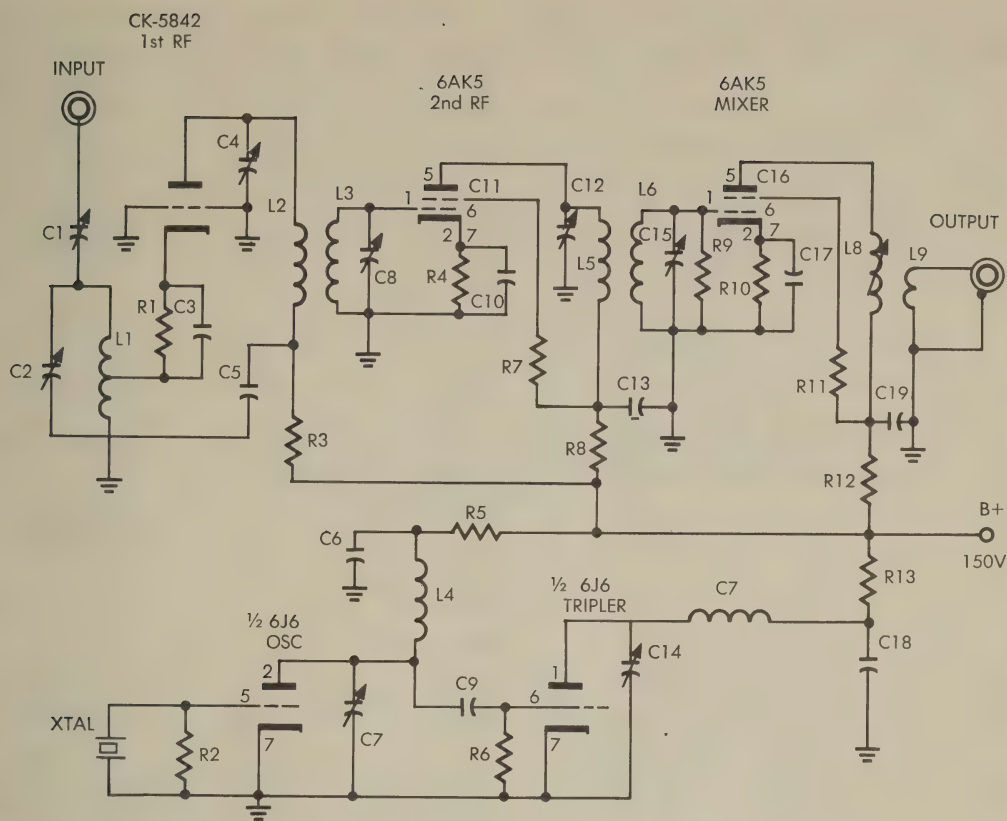 CK-5842
1st RF
INPUT
6AK5
2nd RF
6AK5
MIXER
C4
5
C11
C12
5
C16
L3
L6
1
6
1
6
OUTPUT
L2
C1
2
7
C15
R9
2
7
C17
L8
L9
C8
R4
L5
R10
R1
C3
C10
L1
C2
C5
R7
R11
C13
C19
R3
R8
R12
R5
B+
C6
150V
L4
½ 6J6
TRIPLER
C7
R13
½ 6J6
OSC
C18
2
1
C14
5
C9
6
XTAL
7
C7
7
R2
R6